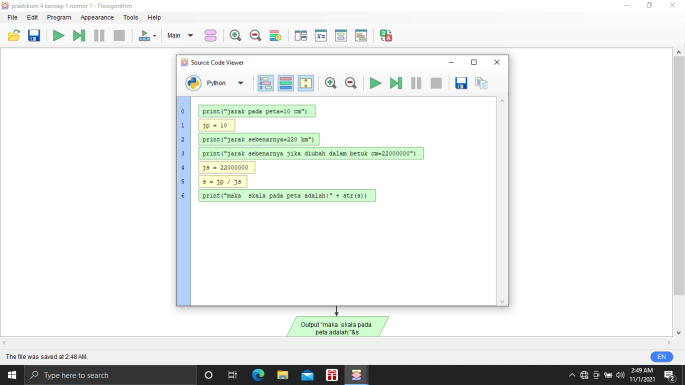 praktikum 4 konsep 1 nomor 1 - Flowgorithm
File Edit Program Appearance Tools Help
Main
Source Code Viewer
Python
0 print("jarak pada peta=10 cm")
1 jp = 10
2 print("jarak sebenarnya=220 km")
3 print("jarak sebenarnya jika diubah dalam betuk cm=22000000")
4 js = 22000000
5 s = jp / js
6 print("maka  skala pada peta adalah:" + str(s))
Output "maka skala pada
peta adalah:"&s
The file was saved at 2:48 AM.
EN
Type here to search
2:49 AM
11/1/2021
2